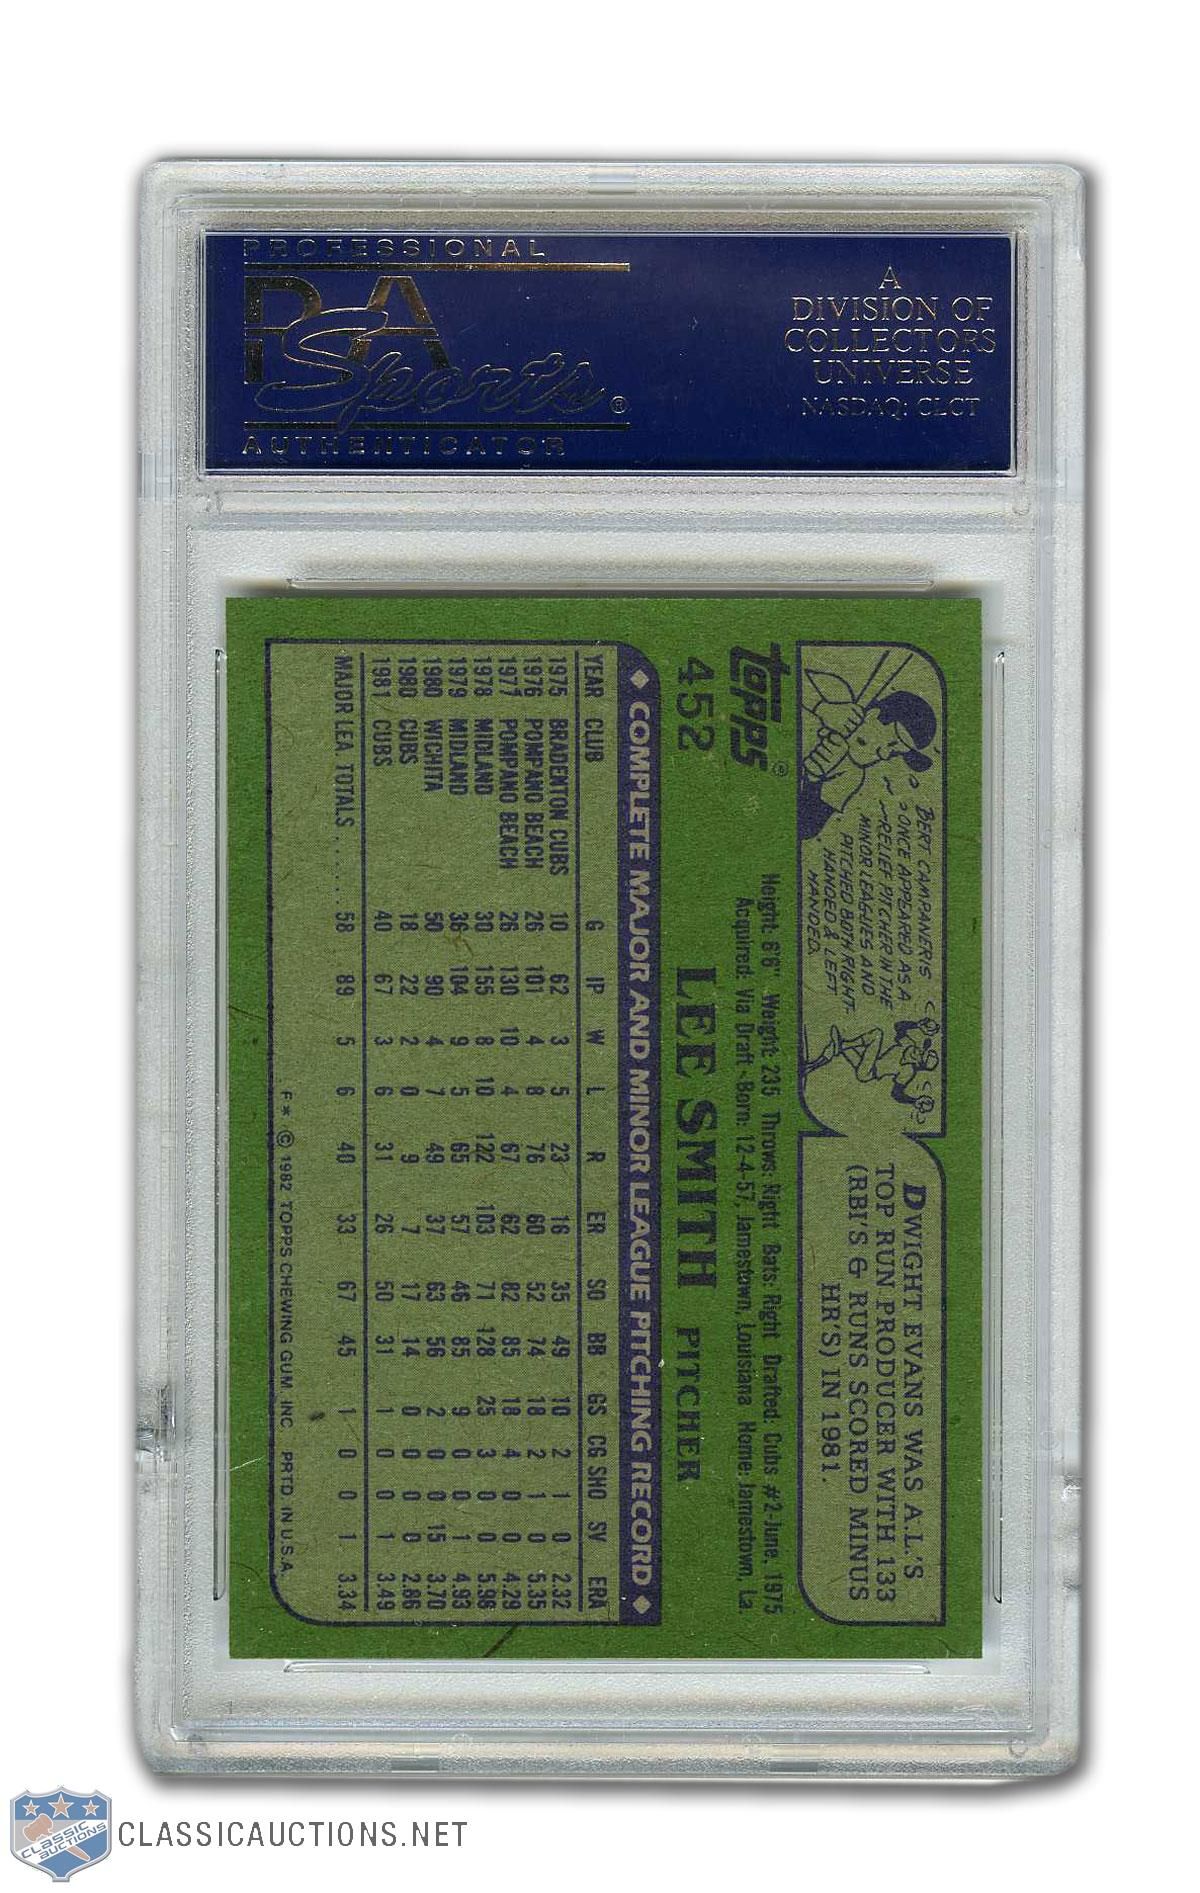 PROFESSIONAL
PSA
Sports®
AUTHENTICATOR
A
DIVISION OF
COLLECTORS
UNIVERSE
NASDAQ: CLCT
BERT CAMPANERIS
ONCE APPEARED AS A
RELIEF PITCHER IN THE
MINOR LEAGUES AND
PITCHED BOTH RIGHT-
HANDED & LEFT
HANDED.
DWIGHT EVANS WAS A.L.'S
TOP RUN PRODUCER WITH 133
(RBI'S & RUNS SCORED MINUS
HR'S) IN 1981.
TOPPS®
452
Height: 6'6" Weight: 235 Throws: Right Bats: Right Drafted: Cubs #2-June, 1975
Acquired: Via Draft Born: 12-4-57, Jamestown, Louisiana Home: Jamestown, La.
LEE SMITH PITCHER
COMPLETE MAJOR AND MINOR LEAGUE PITCHING RECORD
YEAR CLUB G IP W L R ER SO BB GS CG SHO SV ERA
1975 BRADENTON CUBS 10 62 3 5 23 16 35 49 10 2 1 0 2.32
1976 POMPANO BEACH 26 101 4 8 76 60 52 74 18 2 1 0 5.35
1977 POMPANO BEACH 26 130 10 4 67 62 82 85 18 4 0 0 4.29
1978 MIDLAND 30 155 8 10 122 103 71 128 25 3 0 0 5.98
1979 MIDLAND 36 104 9 5 65 57 46 85 9 0 0 1 4.93
1980 WICHITA 50 90 4 7 49 37 63 56 2 0 0 15 3.70
1980 CUBS 18 22 2 0 9 7 17 14 0 0 0 0 2.86
1981 CUBS 40 67 3 6 31 26 50 31 1 0 0 1 3.49
MAJOR LEA. TOTALS...... 58 89 5 6 40 33 67 45 1 0 0 1 3.34
F* © 1982 TOPPS CHEWING GUM, INC. PRTD. IN U.S.A.
CLASSIC
AUCTIONS
CLASSICAUCTIONS.NET